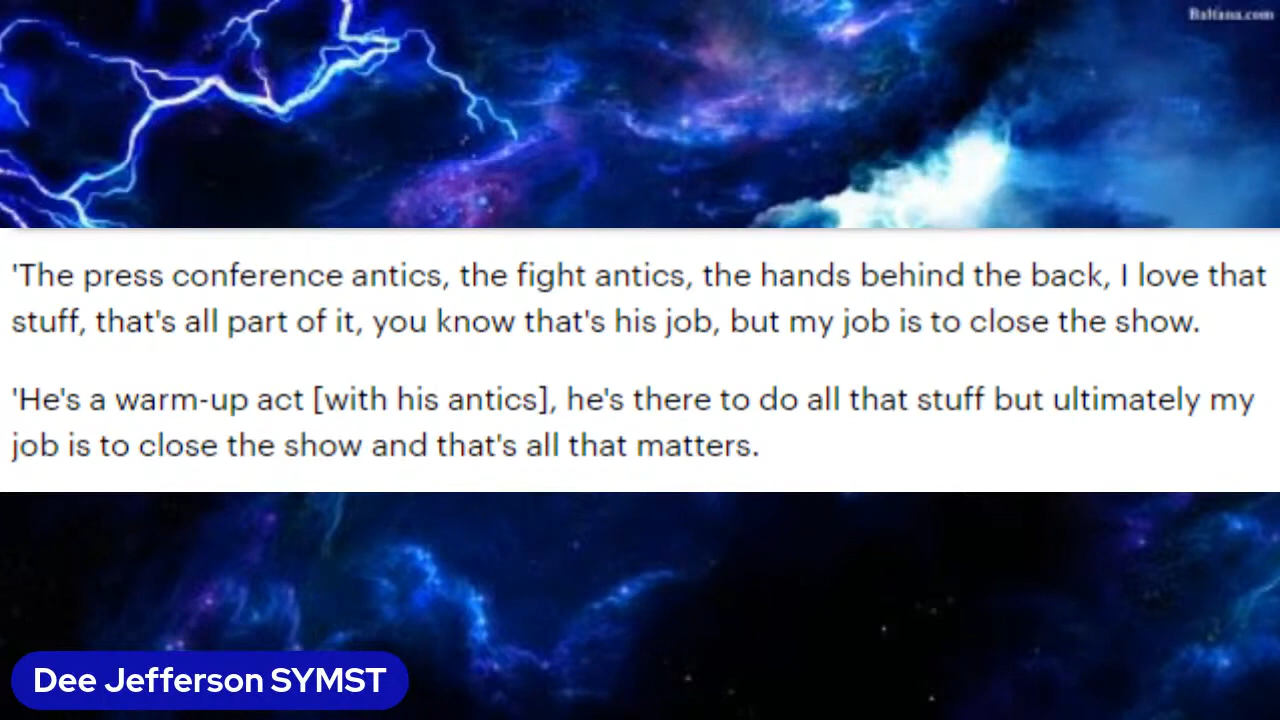 Baltana.com
'The press conference antics, the fight antics, the hands behind the back, I love that
stuff, that's all part of it, you know that's his job, but my job is to close the show.
'He's a warm-up act [with his antics], he's there to do all that stuff but ultimately my
job is to close the show and that's all that matters.
Dee Jefferson SYMST